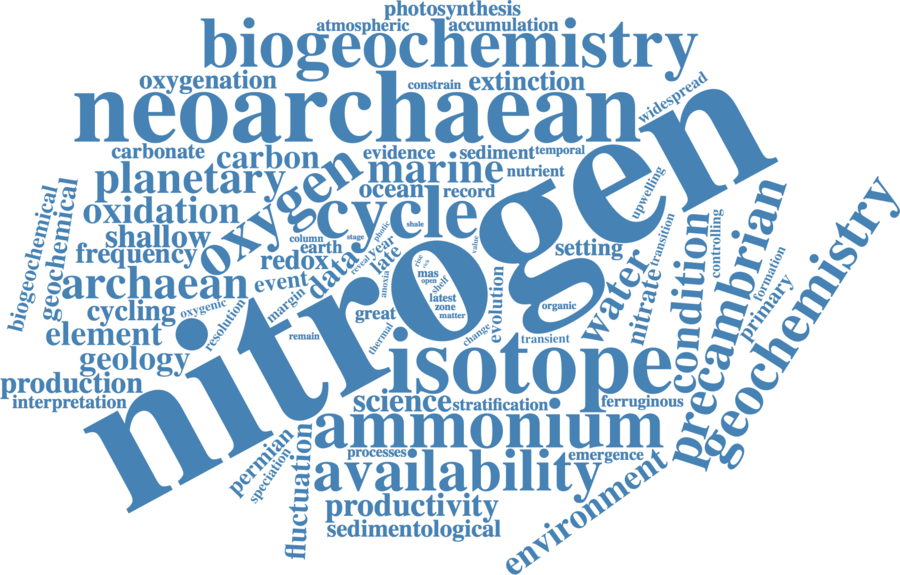 photosynthesis
atmospheric
accumulation
biogeochemistry
oxygenation
constrain
extinction
neoarchaean
widespread
carbonate
carbon
evidence
sediment
temporal
planetary
oxygen
marine
nutrient
ocean
record
oxidation
cycle
upwelling
shallow
column
stage
photic
shale
biogeochemical
geochemical
frequency
earth
year
value
setting
redox
data
reveal
late
archaean
event
anoxia
rise
mas
open
shelf
latest
zone
matter
nitrogen
cycling
oxygenic
resolution
margin
great
evolution
organic
water
nitrate
transition
condition
controlling
precambrian
formation
primary
geochemistry
element
remain
thermal
change
transient
geology
isotope
production
interpretation
science
stratification
ferruginous
ammonium
permian
speciation
fluctuation
processes
emergence
availability
environment
productivity
sedimentological